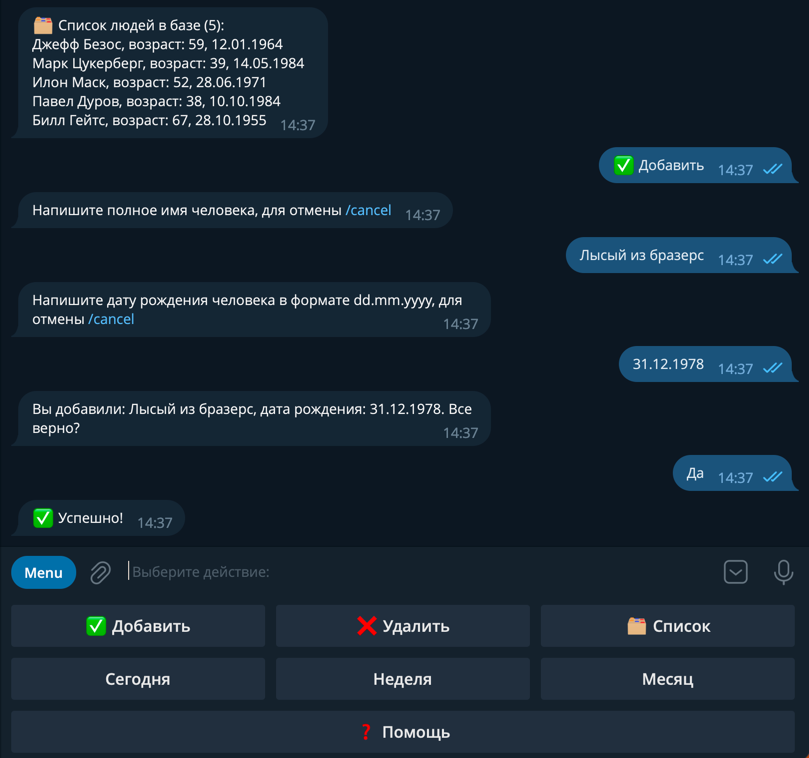 🗂️ Список людей в базе (5):
Джефф Безос, возраст: 59, 12.01.1964
Марк Цукерберг, возраст: 39, 14.05.1984
Илон Маск, возраст: 52, 28.06.1971
Павел Дуров, возраст: 38, 10.10.1984
Билл Гейтс, возраст: 67, 28.10.1955 14:37
✅ Добавить 14:37
Напишите полное имя человека, для отмены /cancel 14:37
Лысый из бразерс 14:37
Напишите дату рождения человека в формате dd.mm.yyyy, для
отмены /cancel 14:37
31.12.1978 14:37
Вы добавили: Лысый из бразерс, дата рождения: 31.12.1978. Все
верно? 14:37
Да 14:37
✅ Успешно! 14:37
Menu Выберите действие:
✅ Добавить ❌ Удалить 🗂️ Список
Сегодня Неделя Месяц
❓ Помощь